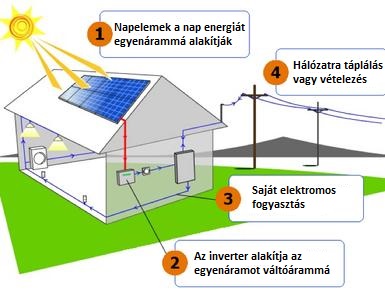 1
Napelemek a nap energiát
egyenárammá alakítják
4
Hálózatra táplálás
vagy vételezés
3
Saját elektromos
fogyasztás
2
Az inverter alakítja az
egyenáramot váltóárammá